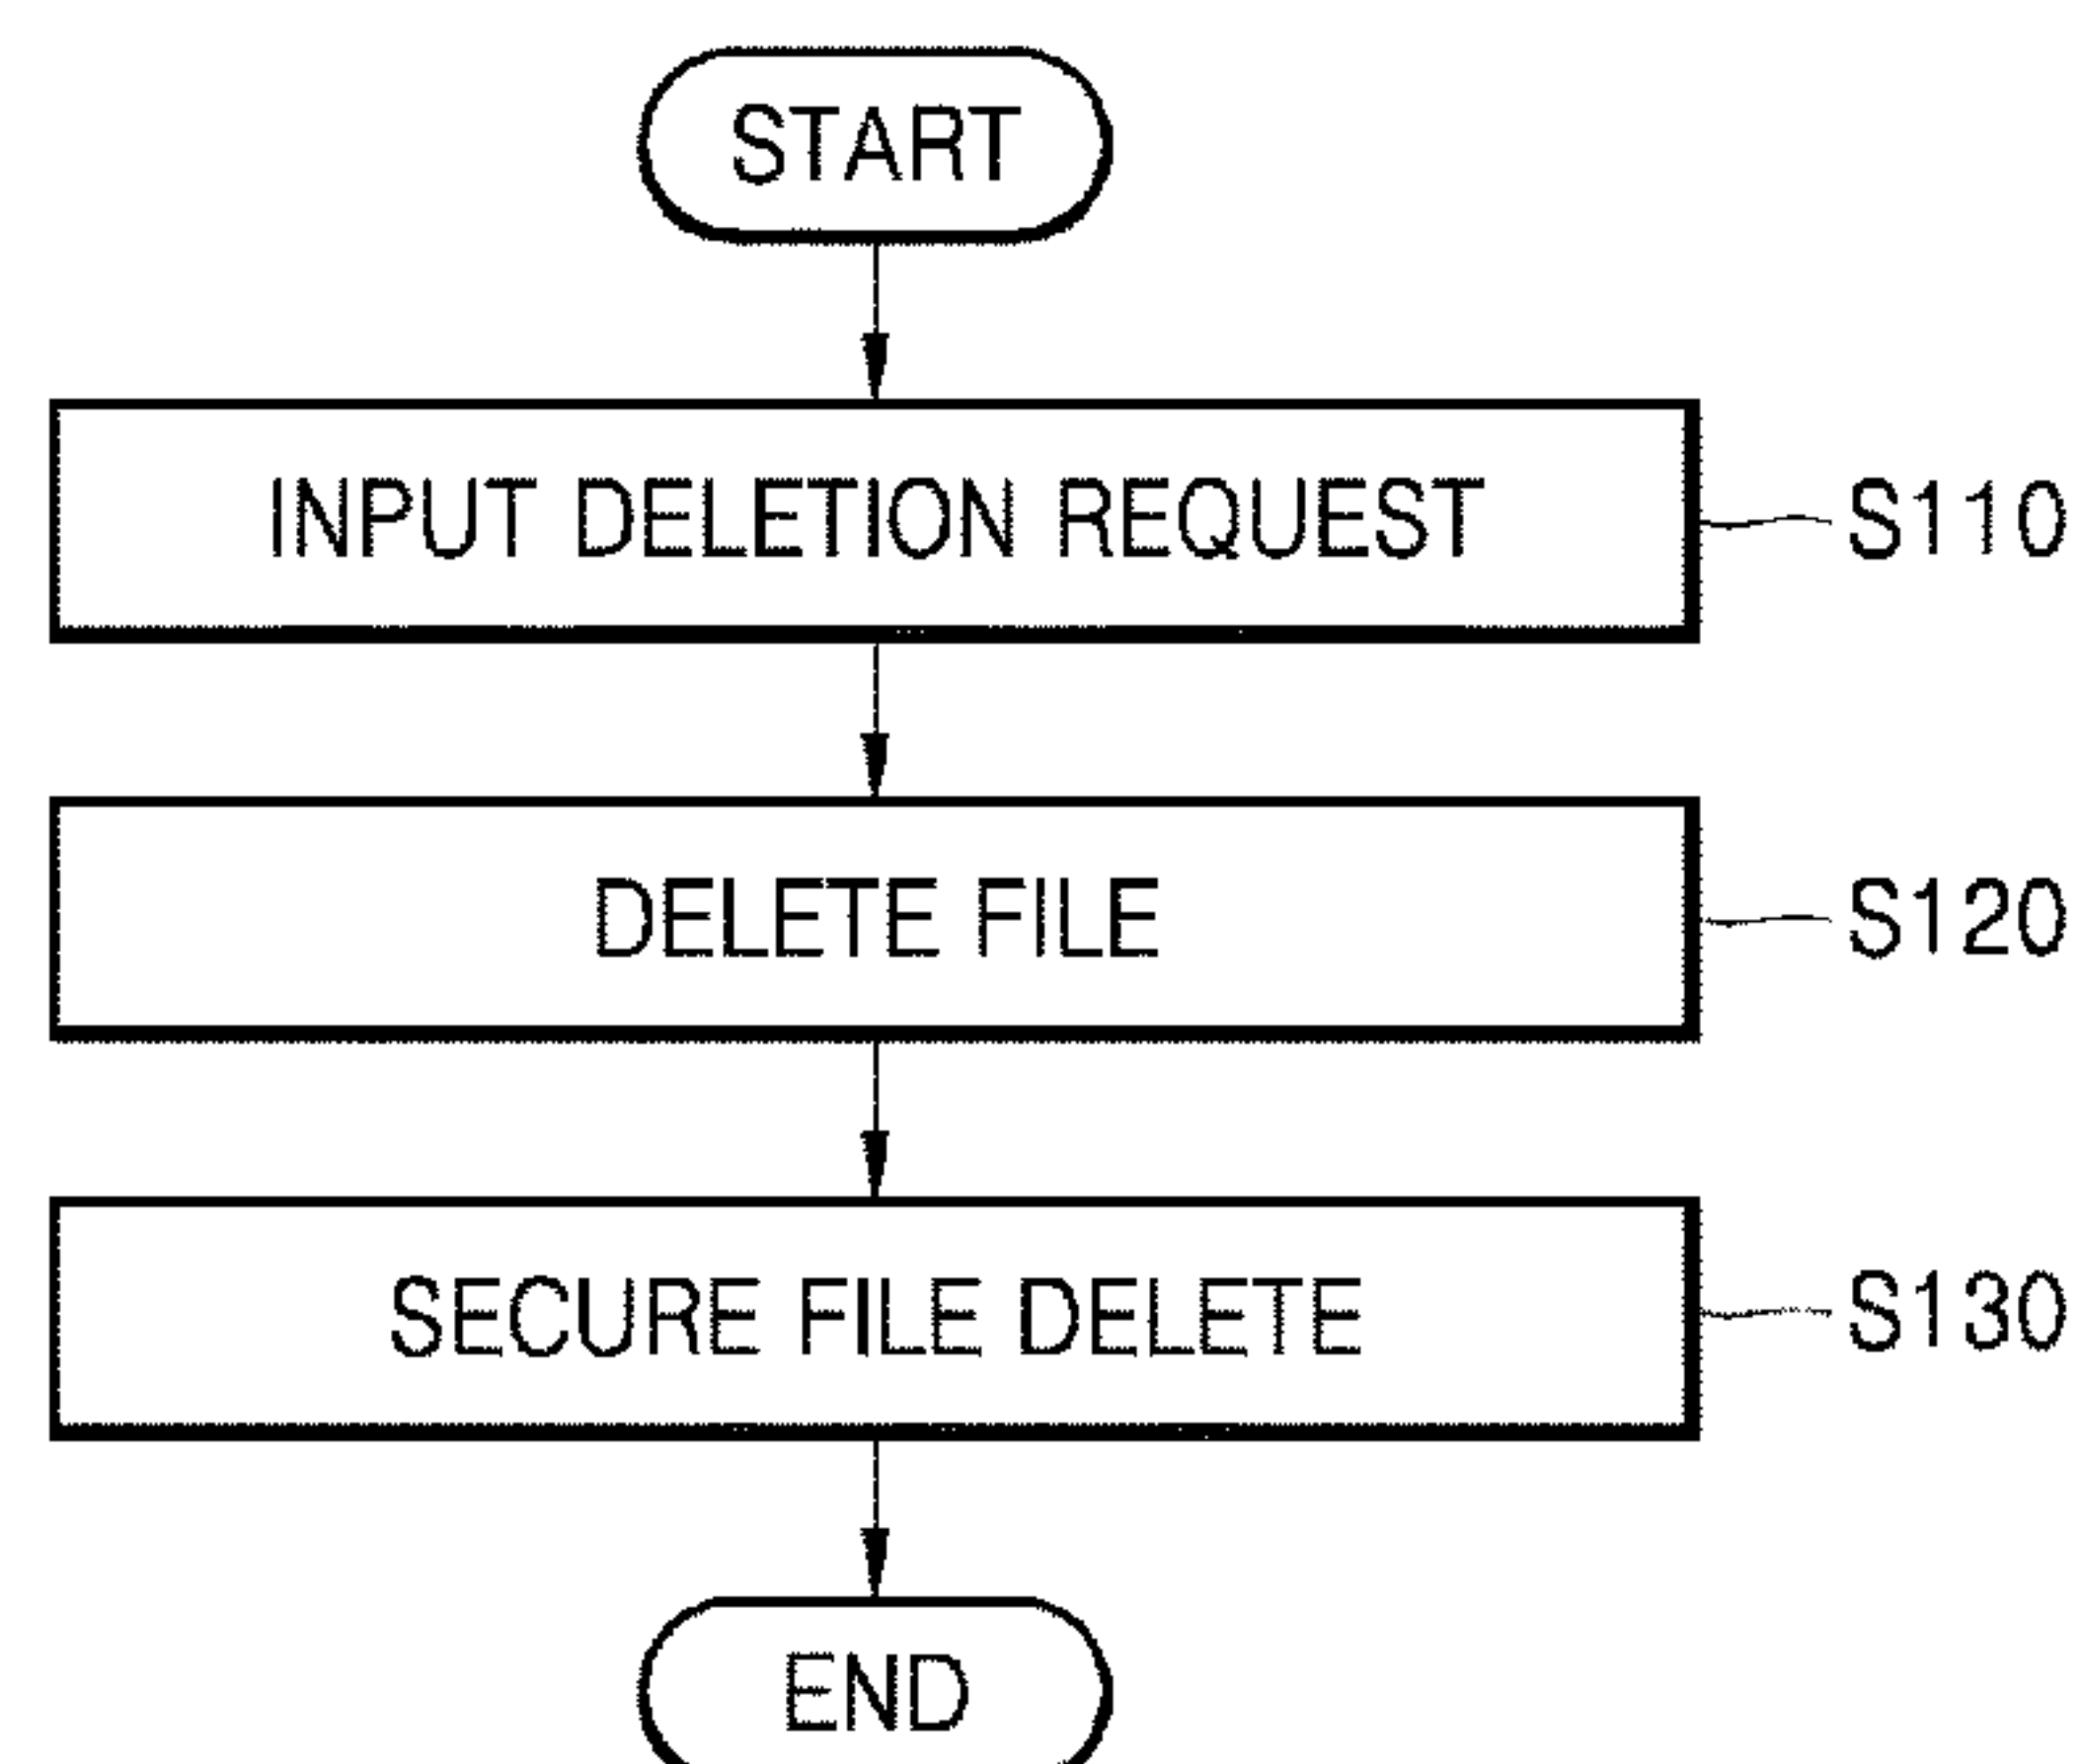 START
INPUT DELETION REQUEST
S110
DELETE FILE
S120
SECURE FILE DELETE
S130
END